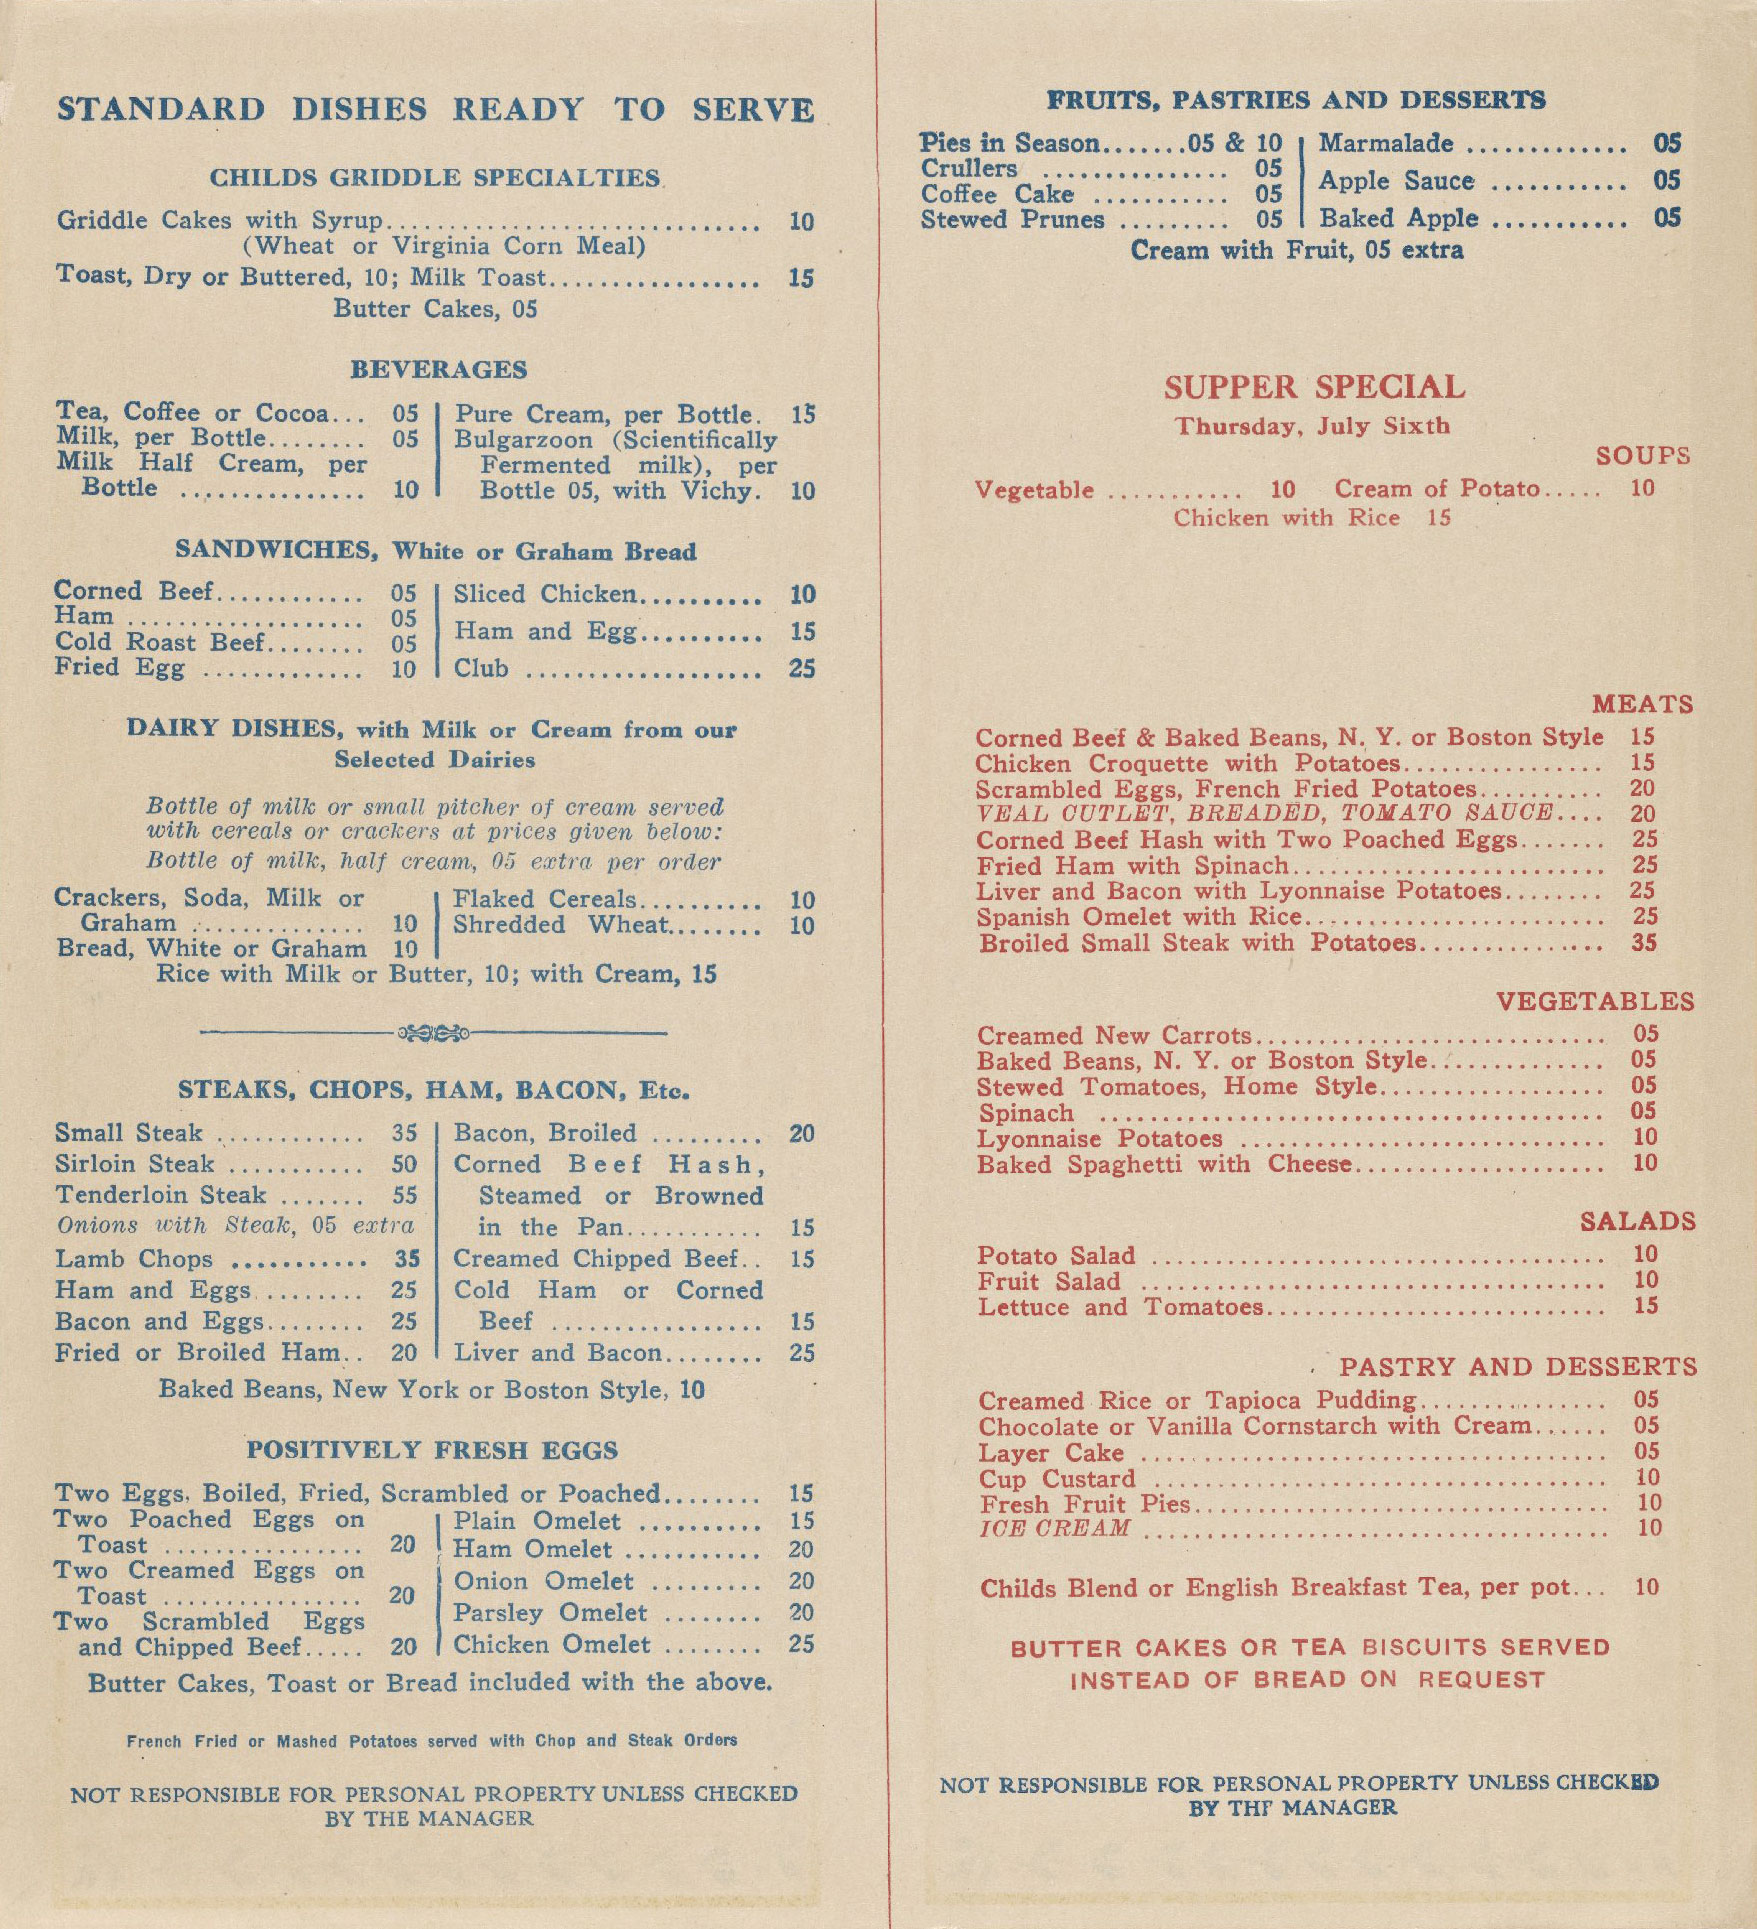 STANDARD DISHES READY TO SERVE
CHILDS GRIDDLE SPECIALTIES
Griddle Cakes with Syrup.............................. 10
(Wheat or Virginia Corn Meal)
Toast, Dry or Buttered, 10; Milk Toast................. 15
Butter Cakes, 05
BEVERAGES
Tea, Coffee or Cocoa... 05
Milk, per Bottle........ 05
Milk Half Cream, per
Bottle ............... 10
Pure Cream, per Bottle. 15
Bulgarzoon (Scientifically
Fermented milk), per
Bottle 05, with Vichy. 10
SANDWICHES, White or Graham Bread
Corned Beef............ 05
Ham ................... 05
Cold Roast Beef........ 05
Fried Egg ............. 10
Sliced Chicken.......... 10
Ham and Egg.......... 15
Club ................... 25
DAIRY DISHES, with Milk or Cream from our
Selected Dairies
Bottle of milk or small pitcher of cream served
with cereals or crackers at prices given below:
Bottle of milk, half cream, 05 extra per order
Crackers, Soda, Milk or
Graham .............. 10
Bread, White or Graham 10
Flaked Cereals.......... 10
Shredded Wheat........ 10
Rice with Milk or Butter, 10; with Cream, 15
STEAKS, CHOPS, HAM, BACON, Etc.
Small Steak ............ 35
Sirloin Steak ........... 50
Tenderloin Steak ....... 55
Onions with Steak, 05 extra
Lamb Chops ........... 35
Ham and Eggs ........ 25
Bacon and Eggs........ 25
Fried or Broiled Ham.. 20
Bacon, Broiled ......... 20
Corned Beef Hash,
Steamed or Browned
in the Pan........... 15
Creamed Chipped Beef.. 15
Cold Ham or Corned
Beef ................. 15
Liver and Bacon........ 25
Baked Beans, New York or Boston Style, 10
POSITIVELY FRESH EGGS
Two Eggs, Boiled, Fried, Scrambled or Poached........ 15
Two Poached Eggs on
Toast ................ 20
Two Creamed Eggs on
Toast ................ 20
Two Scrambled Eggs
and Chipped Beef..... 20
Plain Omelet .......... 15
Ham Omelet ........... 20
Onion Omelet ......... 20
Parsley Omelet ........ 20
Chicken Omelet ........ 25
Butter Cakes, Toast or Bread included with the above.
French Fried or Mashed Potatoes served with Chop and Steak Orders
NOT RESPONSIBLE FOR PERSONAL PROPERTY UNLESS CHECKED
BY THE MANAGER
FRUITS, PASTRIES AND DESSERTS
Pies in Season.......05 & 10
Crullers ............... 05
Coffee Cake ........... 05
Stewed Prunes ......... 05
Marmalade ............. 05
Apple Sauce ........... 05
Baked Apple ........... 05
Cream with Fruit, 05 extra
SUPPER SPECIAL
Thursday, July Sixth
SOUPS
Vegetable ........... 10 Cream of Potato..... 10
Chicken with Rice 15
MEATS
Corned Beef & Baked Beans, N. Y. or Boston Style 15
Chicken Croquette with Potatoes................ 15
Scrambled Eggs, French Fried Potatoes.......... 20
VEAL CUTLET, BREADED, TOMATO SAUCE.... 20
Corned Beef Hash with Two Poached Eggs....... 25
Fried Ham with Spinach......................... 25
Liver and Bacon with Lyonnaise Potatoes........ 25
Spanish Omelet with Rice........................ 25
Broiled Small Steak with Potatoes............... 35
VEGETABLES
Creamed New Carrots............................ 05
Baked Beans, N. Y. or Boston Style.............. 05
Stewed Tomatoes, Home Style.................. 05
Spinach ........................................ 05
Lyonnaise Potatoes ............................. 10
Baked Spaghetti with Cheese.................... 10
SALADS
Potato Salad .................................... 10
Fruit Salad ..................................... 10
Lettuce and Tomatoes........................... 15
PASTRY AND DESSERTS
Creamed Rice or Tapioca Pudding............... 05
Chocolate or Vanilla Cornstarch with Cream...... 05
Layer Cake ..................................... 05
Cup Custard .................................... 10
Fresh Fruit Pies................................. 10
ICE CREAM ..................................... 10
Childs Blend or English Breakfast Tea, per pot... 10
BUTTER CAKES OR TEA BISCUITS SERVED
INSTEAD OF BREAD ON REQUEST
NOT RESPONSIBLE FOR PERSONAL PROPERTY UNLESS CHECKED
BY THE MANAGER